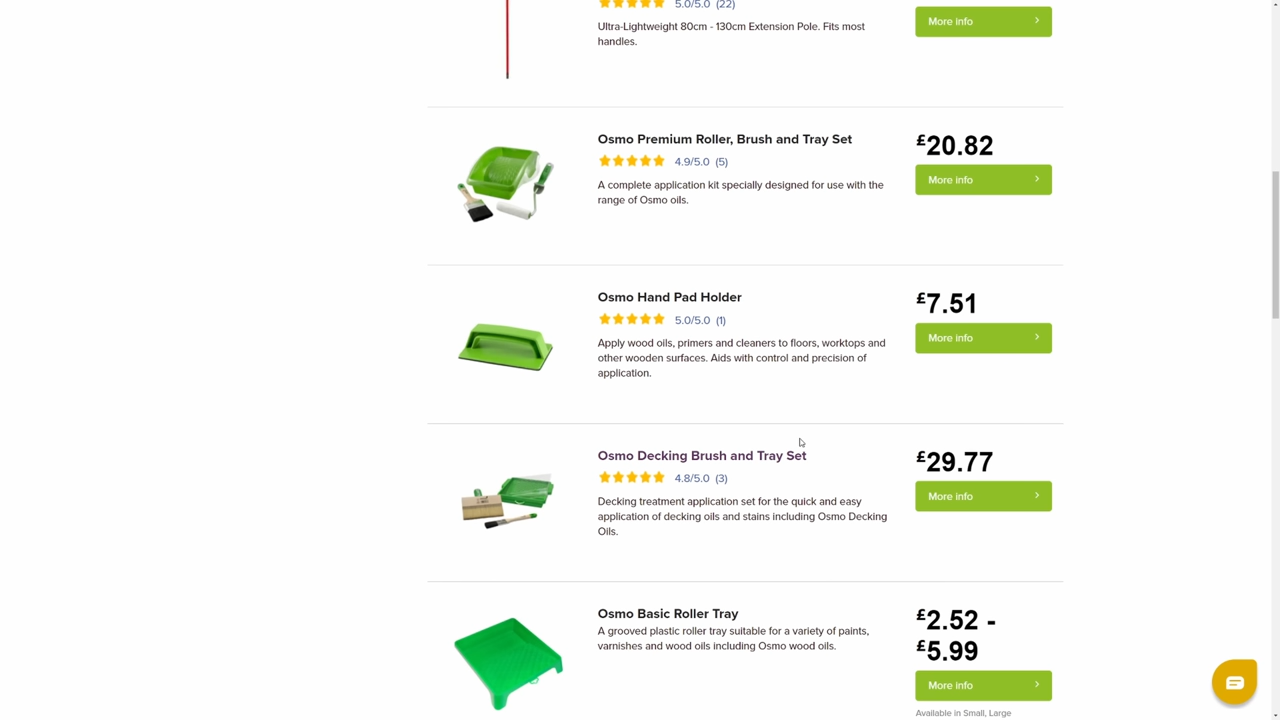 5.0/5.0 (22)
Ultra-Lightweight 80cm - 130cm Extension Pole. Fits most
handles.
More info
Osmo Premium Roller, Brush and Tray Set
4.9/5.0 (5)
A complete application kit specially designed for use with the
range of Osmo oils.
£20.82
More info
Osmo Hand Pad Holder
5.0/5.0 (1)
Apply wood oils, primers and cleaners to floors, worktops and
other wooden surfaces. Aids with control and precision of
application.
£7.51
More info
Osmo Decking Brush and Tray Set
4.8/5.0 (3)
Decking treatment application set for the quick and easy
application of decking oils and stains including Osmo Decking
Oils.
£29.77
More info
Osmo Basic Roller Tray
A grooved plastic roller tray suitable for a variety of paints,
varnishes and wood oils including Osmo wood oils.
£2.52 -
£5.99
More info
Available in Small, Large